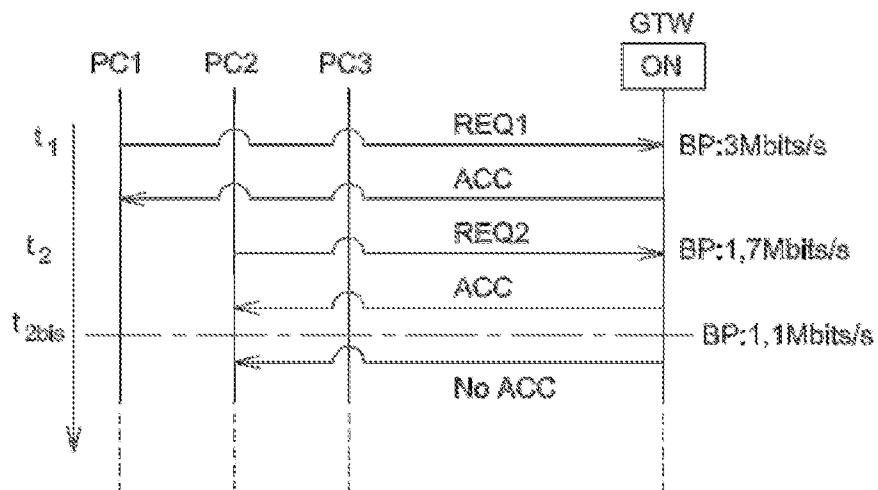 GTW
PC1 PC2 PC3 ON
t1 REQ1 BP:3Mbits/s
ACC
t2 REQ2 BP:1,7Mbits/s
ACC
t2bis BP:1,1Mbits/s
No ACC